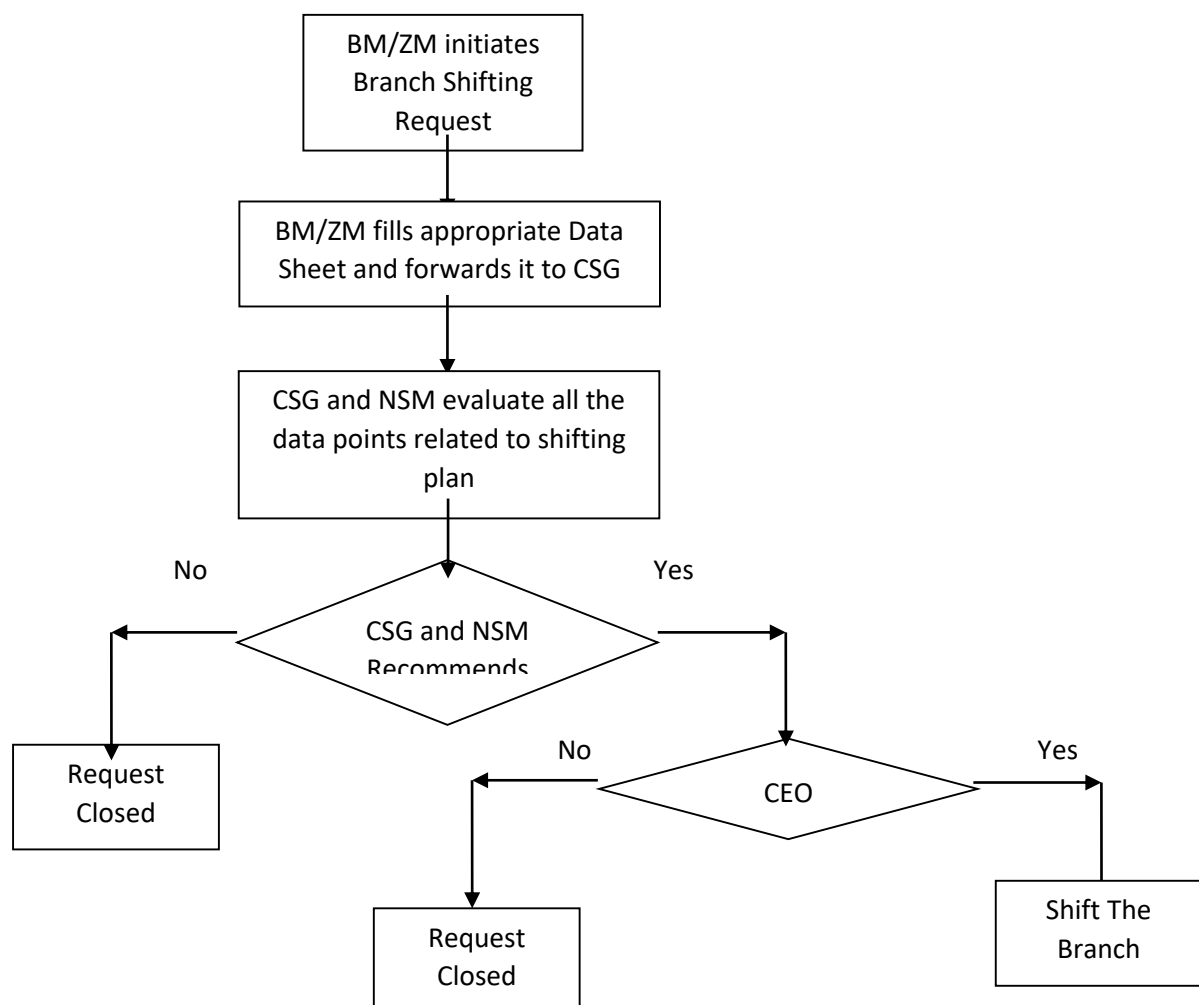 BM/ZM initiates
Branch Shifting
Request
BM/ZM fills appropriate Data
Sheet and forwards it to CSG
CSG and NSM evaluate all the
data points related to shifting
plan
No
Yes
CSG and NSM
Recommends
No
Yes
Request
Closed
CEO
Request
Closed
Shift The
Branch